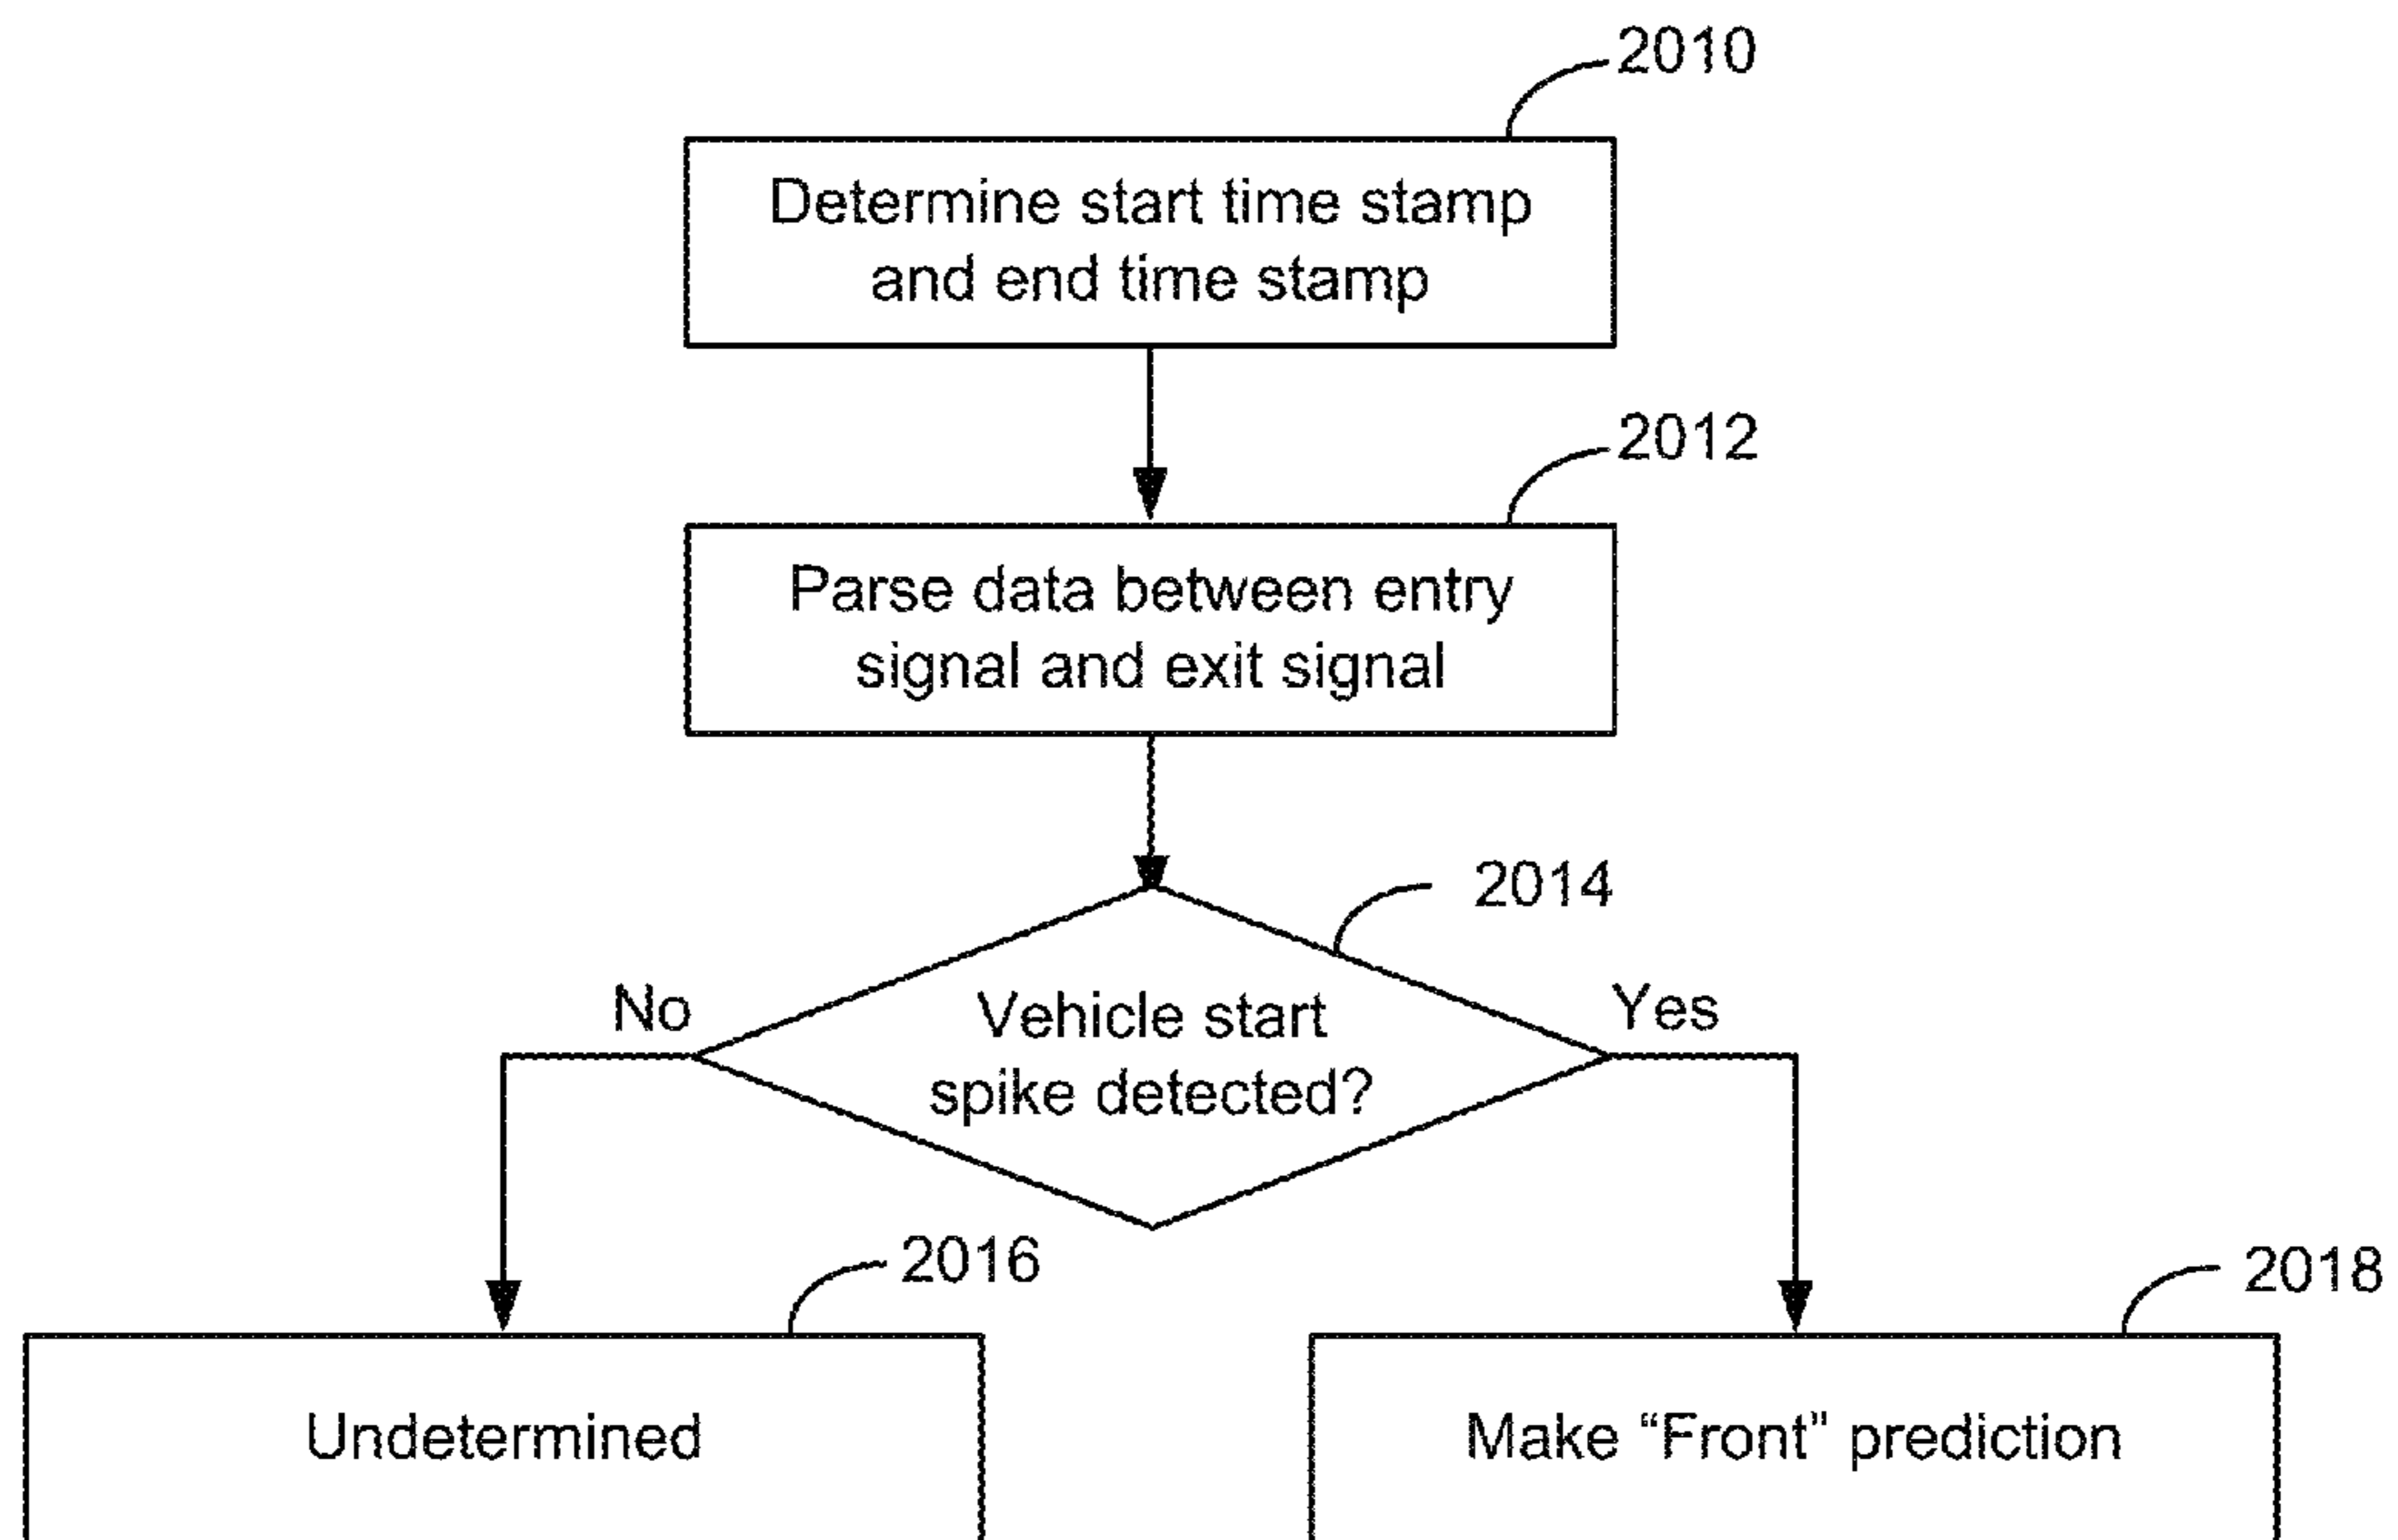 2010
Determine start time stamp
and end time stamp
2012
Parse data between entry
signal and exit signal
2014
No
Vehicle start
spike detected?
Yes
2016
2018
Undetermined
Make “Front” prediction